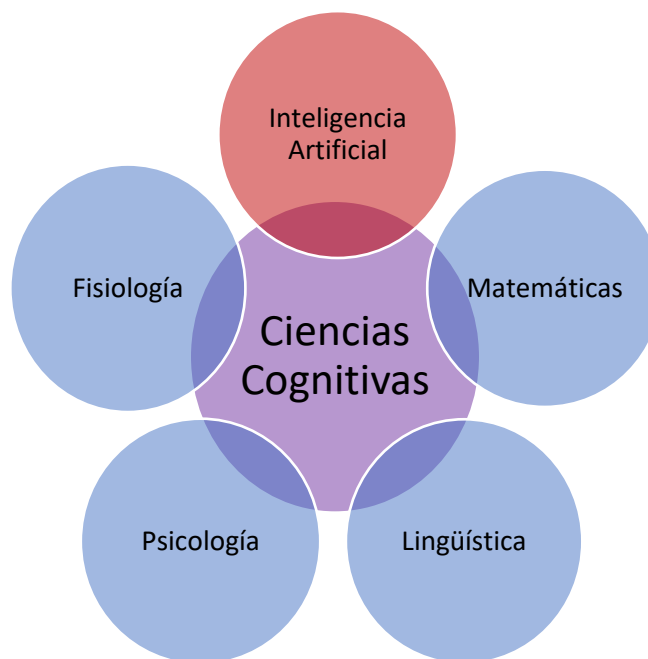 Inteligencia
Artificial
Fisiología
Matemáticas
Ciencias
Cognitivas
Psicología
Lingüística